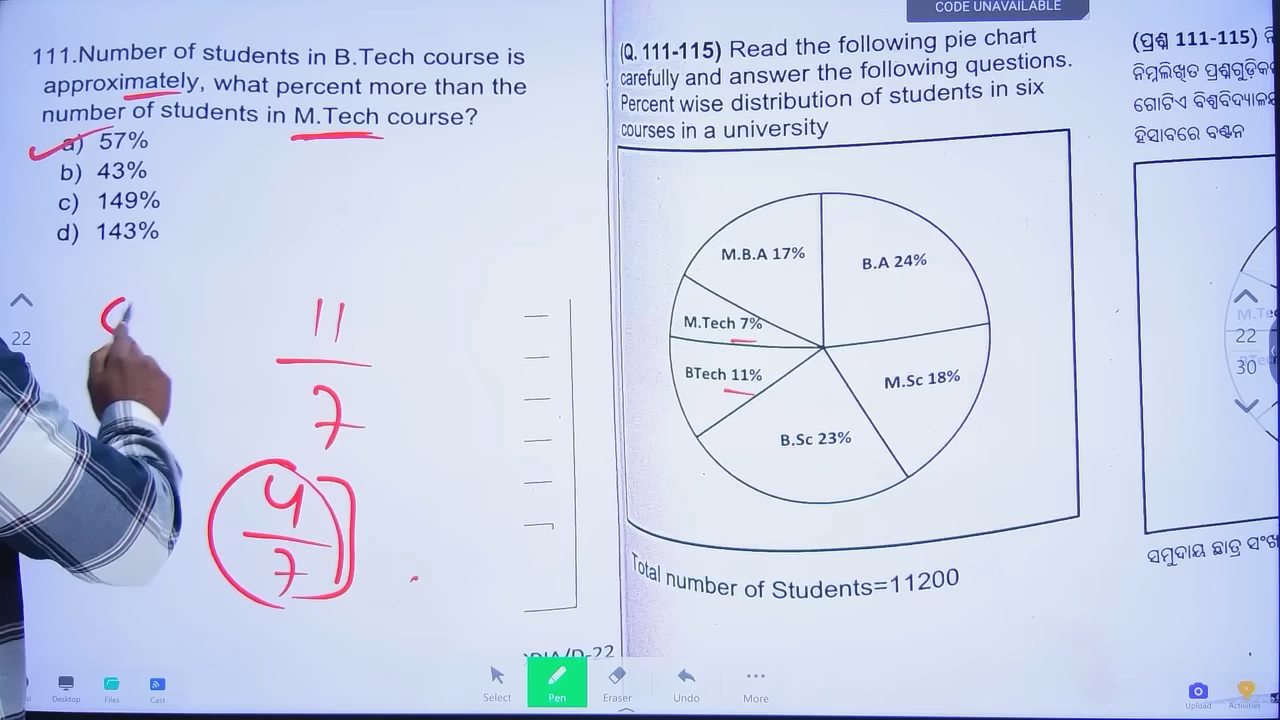 CODE UNAVAILABLE
111.Number of students in B.Tech course is
approximately, what percent more than the
number of students in M.Tech course?
a) 57%
b) 43%
c) 149%
d) 143%
22
11
7
4
7
(Q. 111-115) Read the following pie chart
carefully and answer the following questions.
Percent wise distribution of students in six
courses in a university
M.B.A 17%
B.A 24%
M.Tech 7%
BTech 11%
M.Sc 18%
B.Sc 23%
Total number of Students=11200
(ପ୍ରଶ୍ନ 111-115)
ନିମ୍ନଲିଖିତ
ଗୋଟିଏ
ହିସାବରେ ବଣ୍ଟନ
22
30
ସମୁଦାୟ ଛାତ୍ର
Desktop
Files
Cast
Select
Pen
Eraser
Undo
More
Upload
Activities